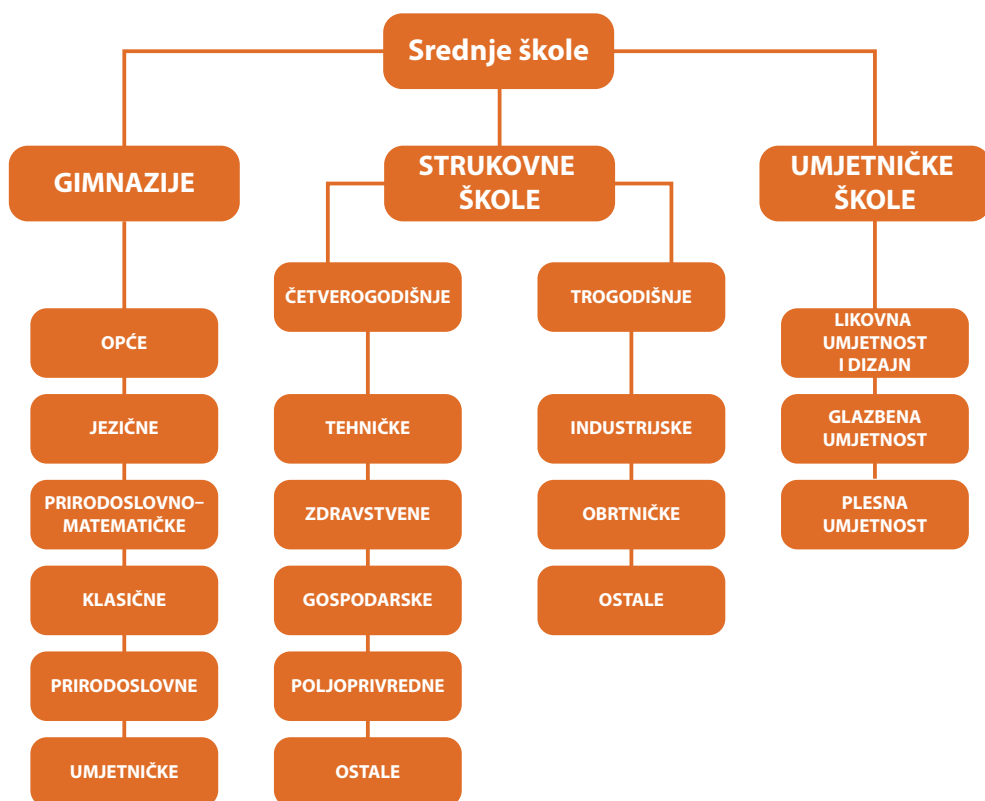 Srednje škole
GIMNAZIJE
STRUKOVNE
ŠKOLE
UMJETNIČKE
ŠKOLE
OPĆE
JEZIČNE
PRIRODOSLOVNO–
MATEMATIČKE
KLASIČNE
PRIRODOSLOVNE
UMJETNIČKE
ČETVEROGODIŠNJE
TEHNIČKE
ZDRAVSTVENE
GOSPODARSKE
POLJOPRIVREDNE
OSTALE
TROGODIŠNJE
INDUSTRIJSKE
OBRTNIČKE
OSTALE
LIKOVNA
UMJETNOST
I DIZAJN
GLAZBENA
UMJETNOST
PLESNA
UMJETNOST